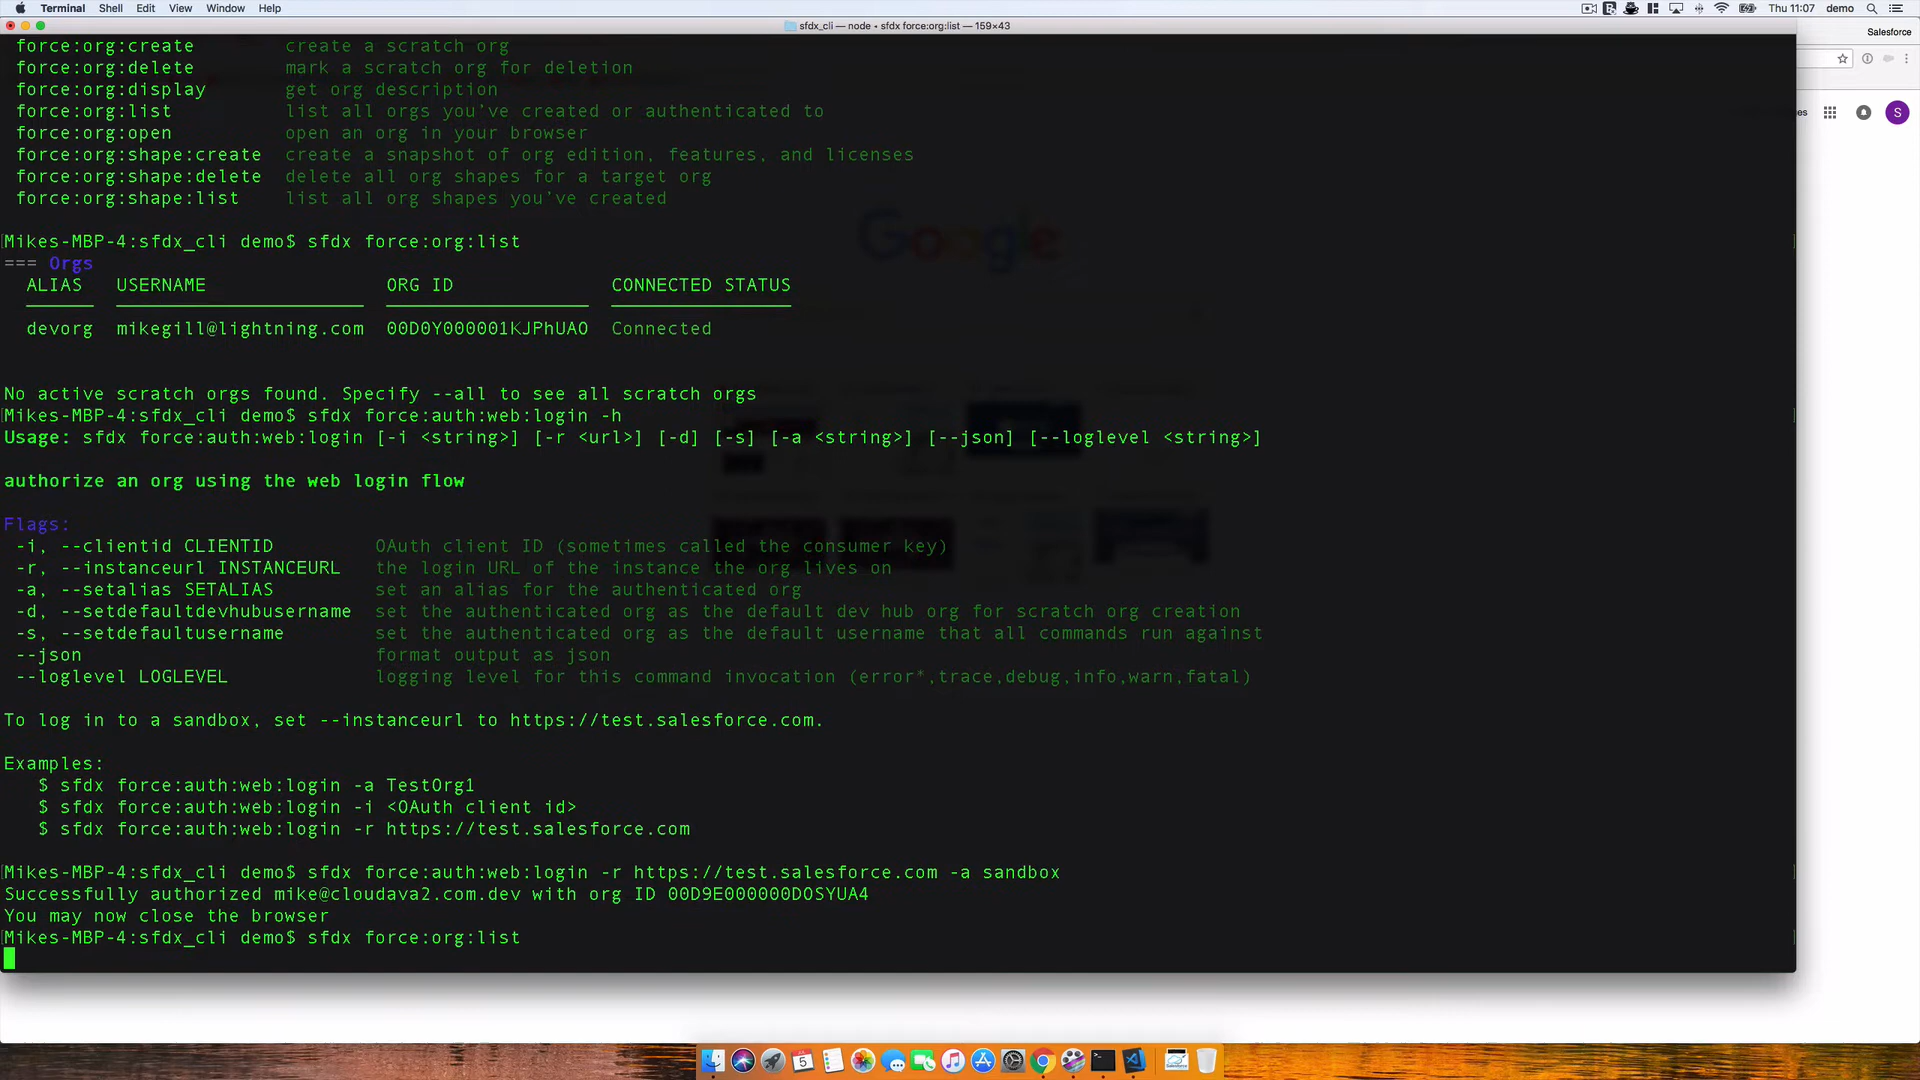 Terminal Shell Edit View Window Help Thu 11:07 demo
sfdx_cli — node • sfdx force:org:list — 159×43
Salesforce
force:org:create create a scratch org
force:org:delete mark a scratch org for deletion
force:org:display get org description
force:org:list list all orgs you've created or authenticated to
force:org:open open an org in your browser
force:org:shape:create create a snapshot of org edition, features, and licenses
force:org:shape:delete delete all org shapes for a target org
force:org:shape:list list all org shapes you've created
S
Google
Mikes-MBP-4:sfdx_cli demo$ sfdx force:org:list
=== Orgs
ALIAS USERNAME ORG ID CONNECTED STATUS
devorg mikegill@lightning.com 00D0Y000001KJPhUAO Connected
No active scratch orgs found. Specify --all to see all scratch orgs
Mikes-MBP-4:sfdx_cli demo$ sfdx force:auth:web:login -h
Usage: sfdx force:auth:web:login [-i <string>] [-r <url>] [-d] [-s] [-a <string>] [--json] [--loglevel <string>]
authorize an org using the web login flow
Flags:
-i, --clientid CLIENTID OAuth client ID (sometimes called the consumer key)
-r, --instanceurl INSTANCEURL the login URL of the instance the org lives on
-a, --setalias SETALIAS set an alias for the authenticated org
-d, --setdefaultdevhubusername set the authenticated org as the default dev hub org for scratch org creation
-s, --setdefaultusername set the authenticated org as the default username that all commands run against
--json format output as json
--loglevel LOGLEVEL logging level for this command invocation (error*,trace,debug,info,warn,fatal)
To log in to a sandbox, set --instanceurl to https://test.salesforce.com.
Examples:
$ sfdx force:auth:web:login -a TestOrg1
$ sfdx force:auth:web:login -i <OAuth client id>
$ sfdx force:auth:web:login -r https://test.salesforce.com
Mikes-MBP-4:sfdx_cli demo$ sfdx force:auth:web:login -r https://test.salesforce.com -a sandbox
Successfully authorized mike@cloudava2.com.dev with org ID 00D9E000000DOSYUA4
You may now close the browser
Mikes-MBP-4:sfdx_cli demo$ sfdx force:org:list
5